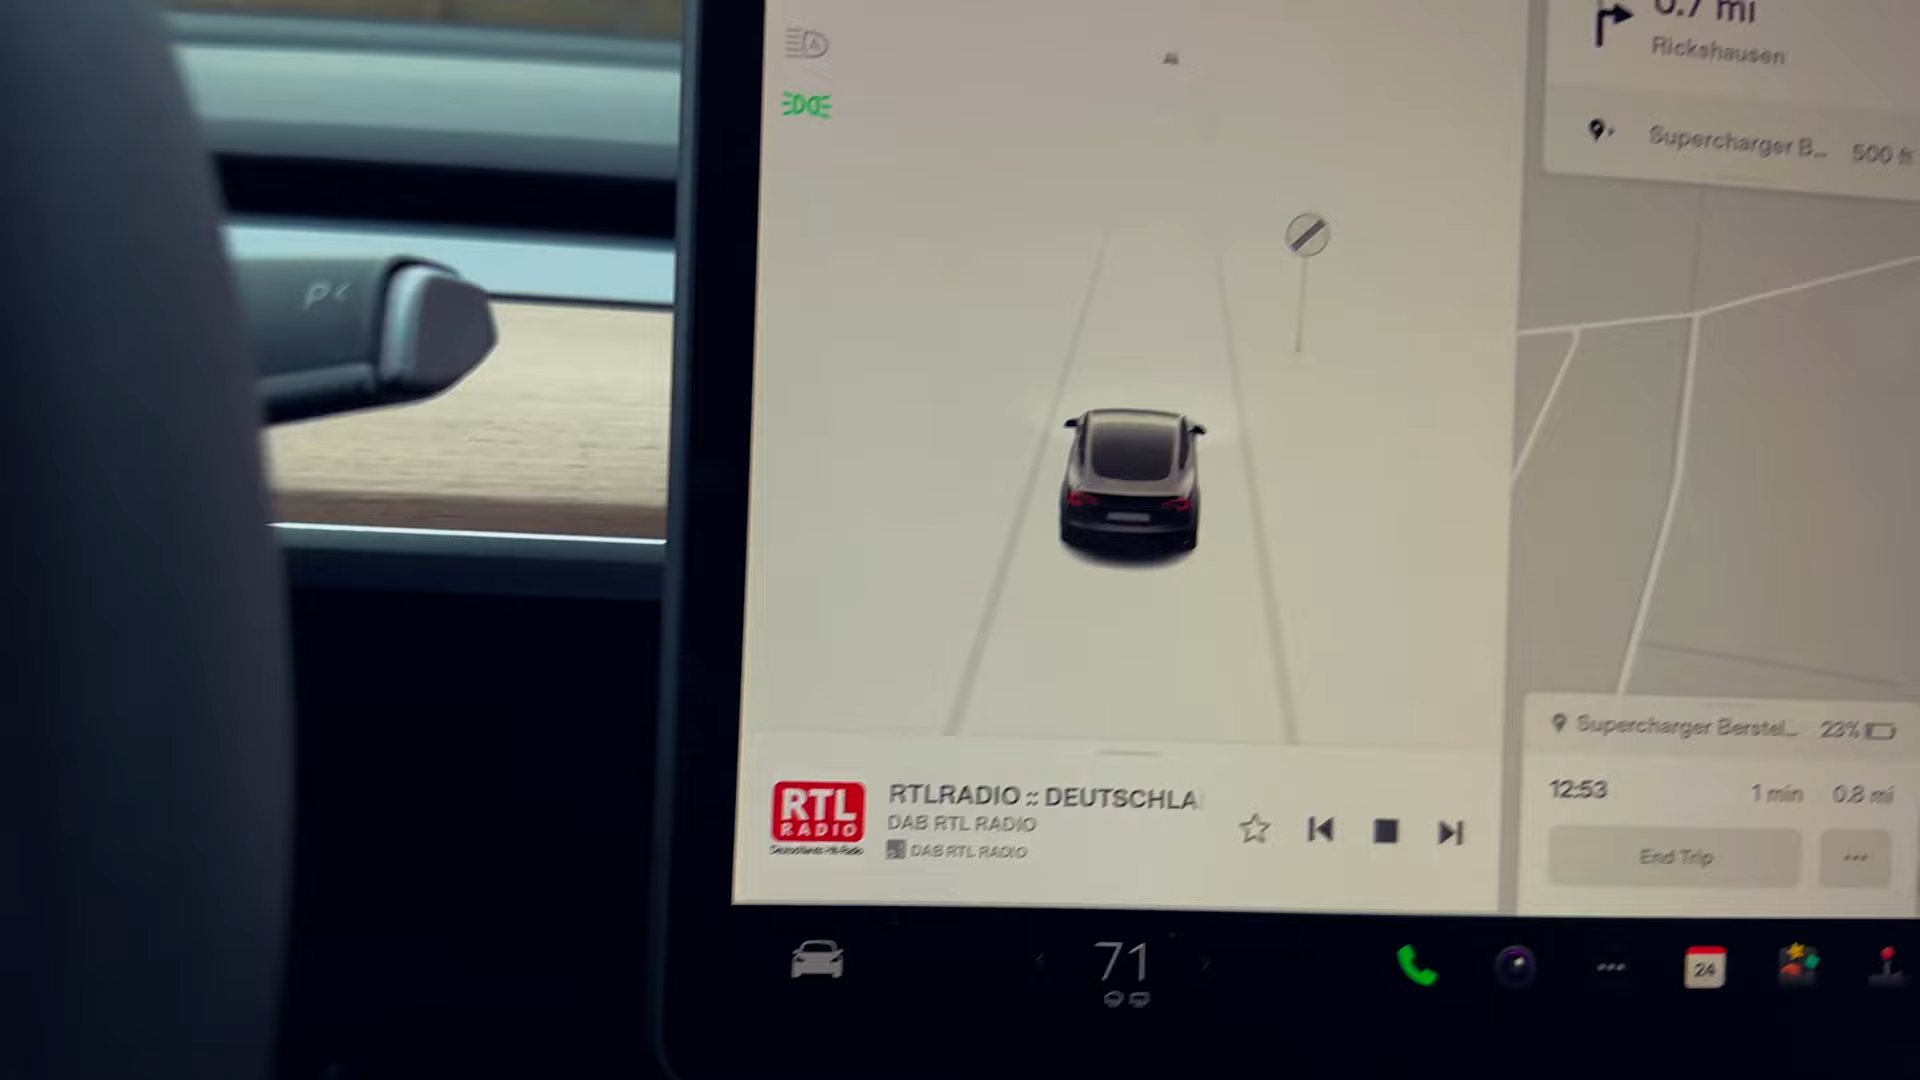 0.7 mi
Rickshausen
Supercharger B... 500 ft
P
RTL
RADIO
RTLRADIO :: DEUTSCHLA
DAB RTL RADIO
DAB RTL RADIO
Supercharger Berstel... 23%
12:53 1 min 0.8 mi
End Trip
71
24